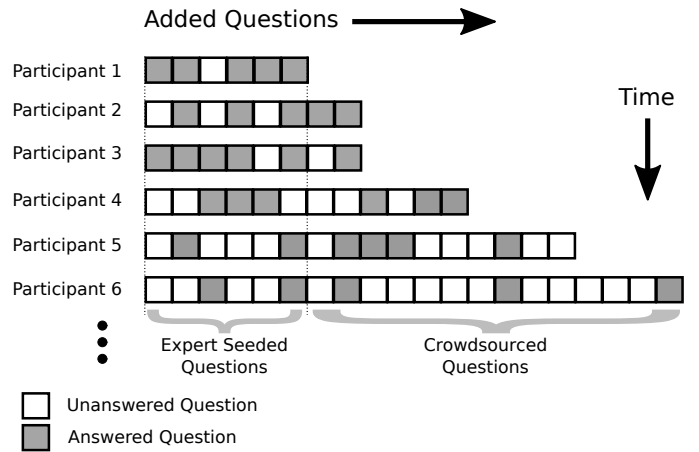 Added Questions
Participant 1
Participant 2
Time
Participant 3
Participant 4
Participant 5
Participant 6
Expert Seeded
Questions
Crowdsourced
Questions
Unanswered Question
Answered Question